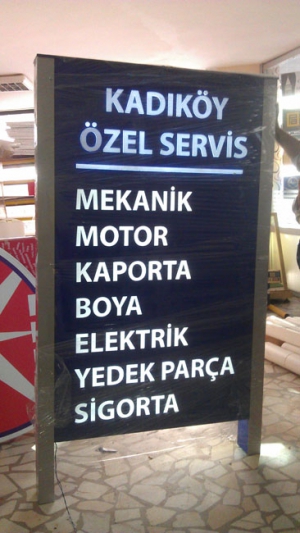 KADIKÖY
ÖZEL SERVİS
MEKANİK
MOTOR
KAPORTA
BOYA
ELEKTRİK
YEDEK PARÇA
SİGORTA